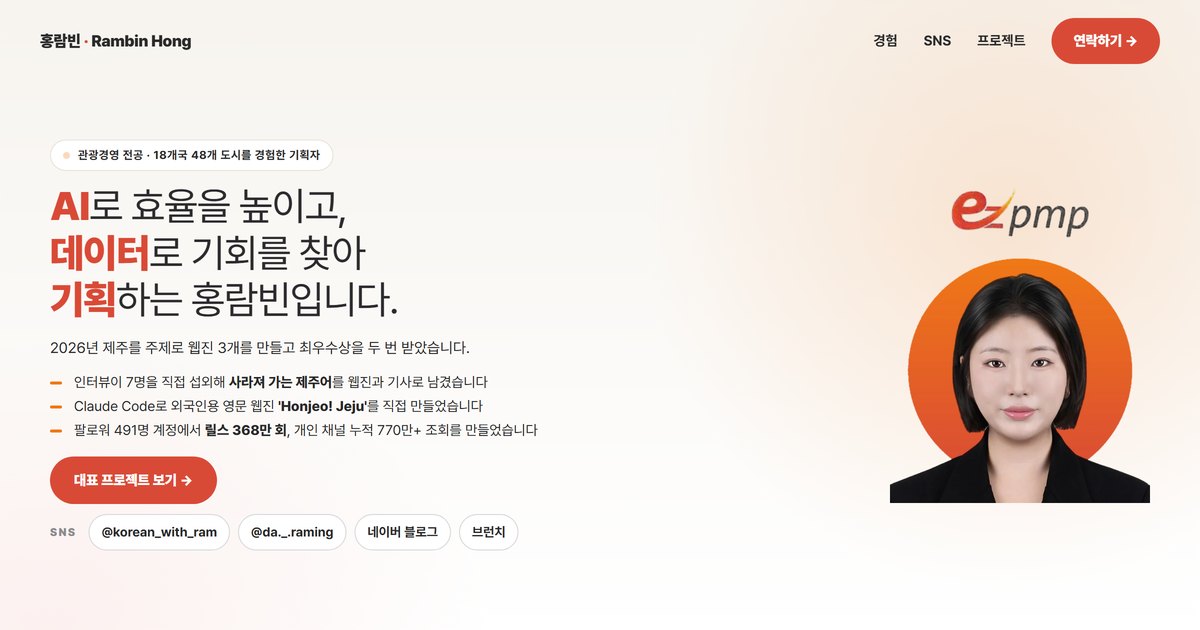 홍람빈 · Rambin Hong
경험
SNS
프로젝트
연락하기 →
관광경영 전공 · 18개국 48개 도시를 경험한 기획자
AI로 효율을 높이고,
데이터로 기회를 찾아
기획하는 홍람빈입니다.
2026년 제주를 주제로 웹진 3개를 만들고 최우수상을 두 번 받았습니다.
인터뷰이 7명을 직접 섭외해 사라져 가는 제주어를 웹진과 기사로 남겼습니다
Claude Code로 외국인용 영문 웹진 'Honjeo! Jeju'를 직접 만들었습니다
팔로워 491명 계정에서 릴스 368만 회, 개인 채널 누적 770만+ 조회를 만들었습니다
대표 프로젝트 보기 →
SNS
@korean_with_ram
@da._.raming
네이버 블로그
브런치
ezpmp